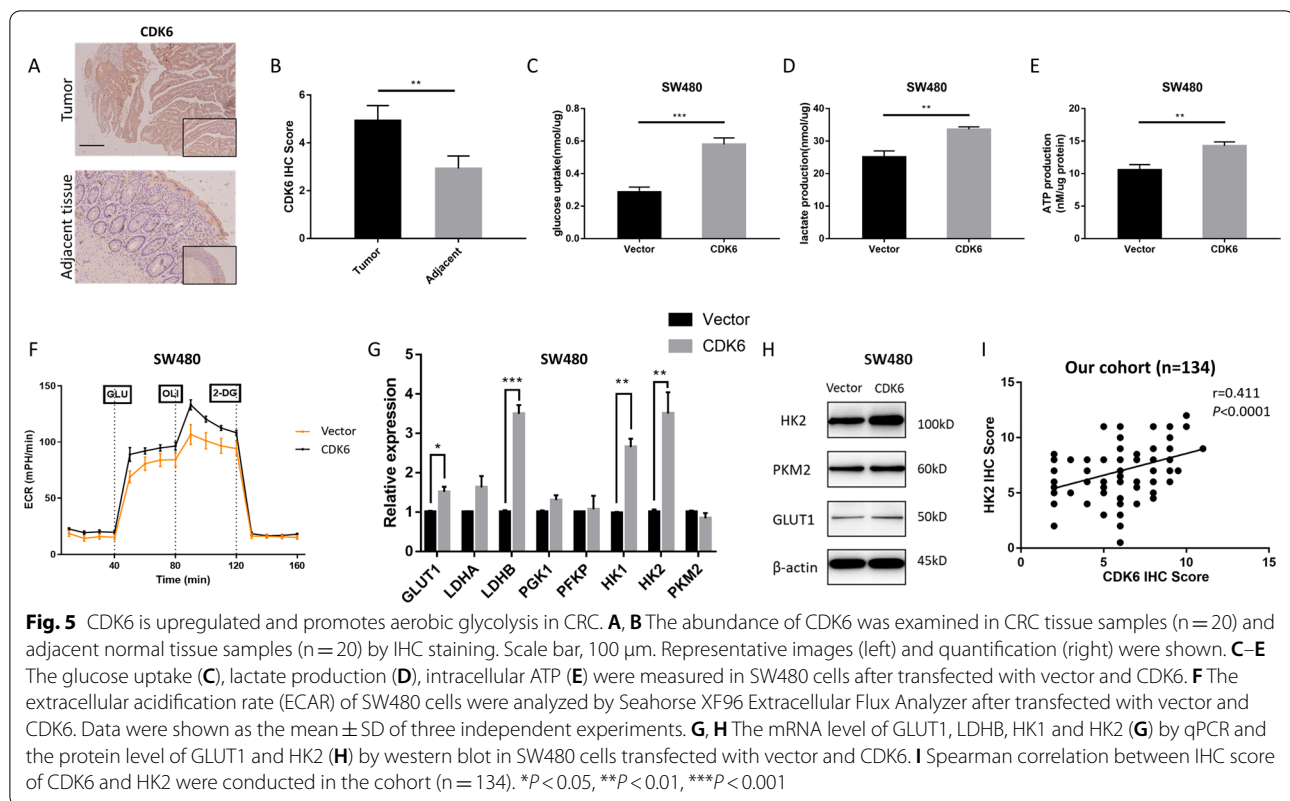 CDK6
A
Tumor
Adjacent tissue
B
**
CDK6 IHC Score
6
4
2
0
Tumor
Adjacent
C
SW480
***
glucose uptake(nmol/ug)
0.8
0.6
0.4
0.2
0.0
Vector
CDK6
D
SW480
**
lactate production(nmol/ug)
40
30
20
10
0
Vector
CDK6
E
SW480
**
ATP production
(nM/ug protein)
20
15
10
5
0
Vector
CDK6
F
SW480
ECR (mPH/min)
150
100
50
0
GLU
OLI
2-DG
Vector
CDK6
40
80
120
160
Time (min)
G
Vector
CDK6
SW480
Relative expression
5
4
3
2
1
0
*
***
**
**
GLUT1
LDHA
LDHB
PGK1
PFKP
HK1
HK2
PKM2
H
SW480
Vector CDK6
HK2 100kD
PKM2 60kD
GLUT1 50kD
β-actin 45kD
I
Our cohort (n=134)
r=0.411
P<0.0001
HK2 IHC Score
15
10
5
0
0
5
10
15
CDK6 IHC Score
Fig. 5 CDK6 is upregulated and promotes aerobic glycolysis in CRC. A, B The abundance of CDK6 was examined in CRC tissue samples (n = 20) and
adjacent normal tissue samples (n = 20) by IHC staining. Scale bar, 100 μm. Representative images (left) and quantification (right) were shown. C–E
The glucose uptake (C), lactate production (D), intracellular ATP (E) were measured in SW480 cells after transfected with vector and CDK6. F The
extracellular acidification rate (ECAR) of SW480 cells were analyzed by Seahorse XF96 Extracellular Flux Analyzer after transfected with vector and
CDK6. Data were shown as the mean ± SD of three independent experiments. G, H The mRNA level of GLUT1, LDHB, HK1 and HK2 (G) by qPCR and
the protein level of GLUT1 and HK2 (H) by western blot in SW480 cells transfected with vector and CDK6. I Spearman correlation between IHC score
of CDK6 and HK2 were conducted in the cohort (n = 134). *P < 0.05, **P < 0.01, ***P < 0.001